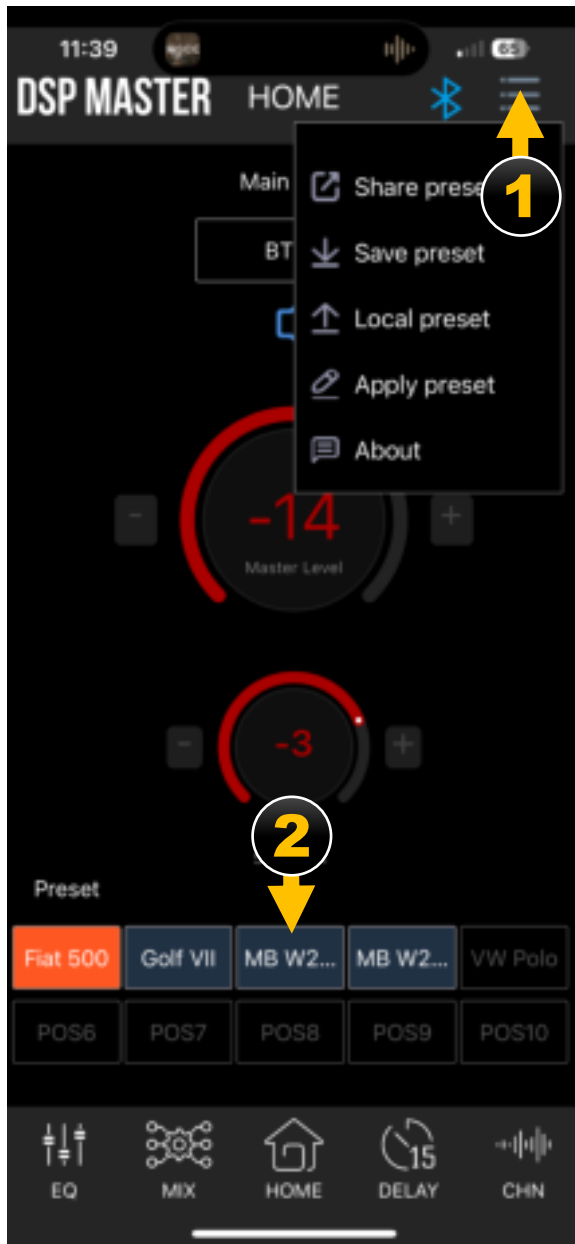 11:39
63
DSP MASTER HOME
Main
Share prese
1
BT
Save preset
Local preset
Apply preset
About
-14
- +
Master Level
-3
- +
2
Preset
Fiat 500 Golf VII MB W2... MB W2... VW Polo
POS6 POS7 POS8 POS9 POS10
15
EQ MIX HOME DELAY CHN